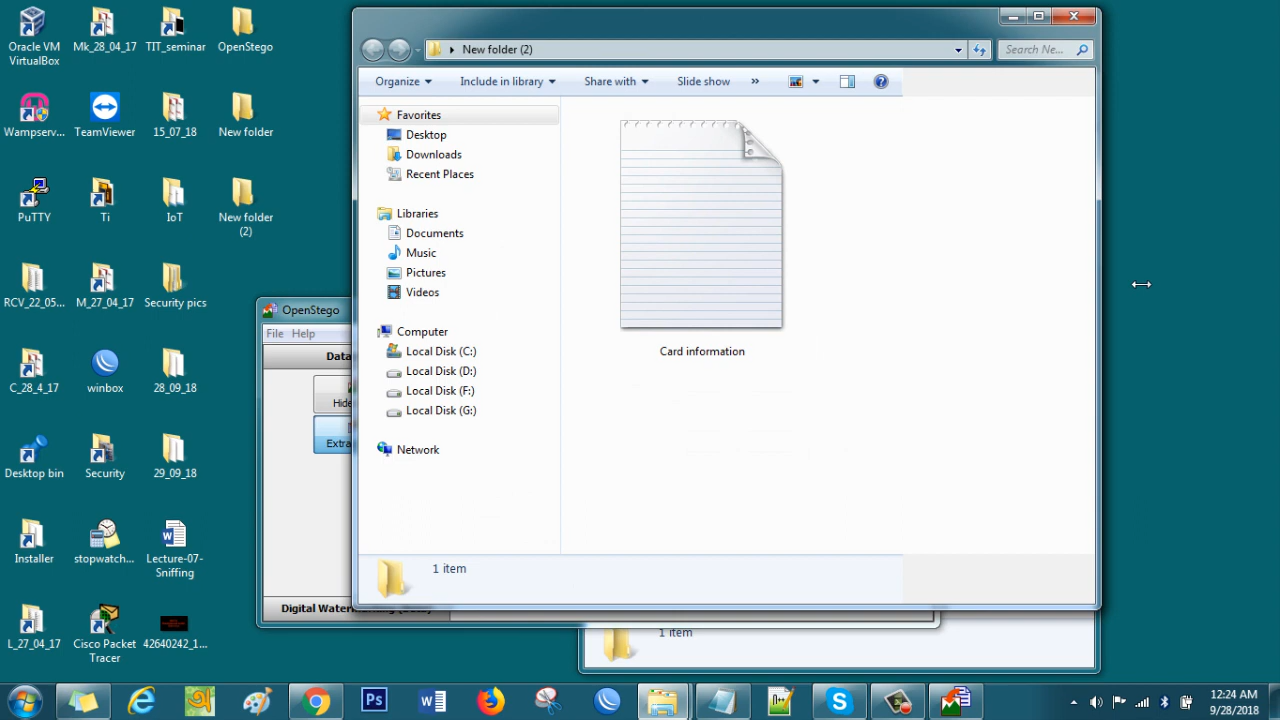 Oracle VM
VirtualBox
Mk_28_04_17
TIT_seminar
OpenStego
Wampserv...
TeamViewer
15_07_18
New folder
PuTTY
Ti
IoT
New folder
(2)
RCV_22_05...
M_27_04_17
Security pics
C_28_4_17
winbox
28_09_18
Desktop bin
Security
29_09_18
Installer
stopwatch...
Lecture-07-
Sniffing
L_27_04_17
Cisco Packet
Tracer
42640242_1...
New folder (2)
Search Ne...
Organize
Include in library
Share with
Slide show
»
Favorites
Desktop
Downloads
Recent Places
Libraries
Documents
Music
Pictures
Videos
Computer
Local Disk (C:)
Local Disk (D:)
Local Disk (F:)
Local Disk (G:)
Network
Card information
1 item
OpenStego
File Help
Data
Hide
Extra
Digital
1 item
Ps
12:24 AM
9/28/2018